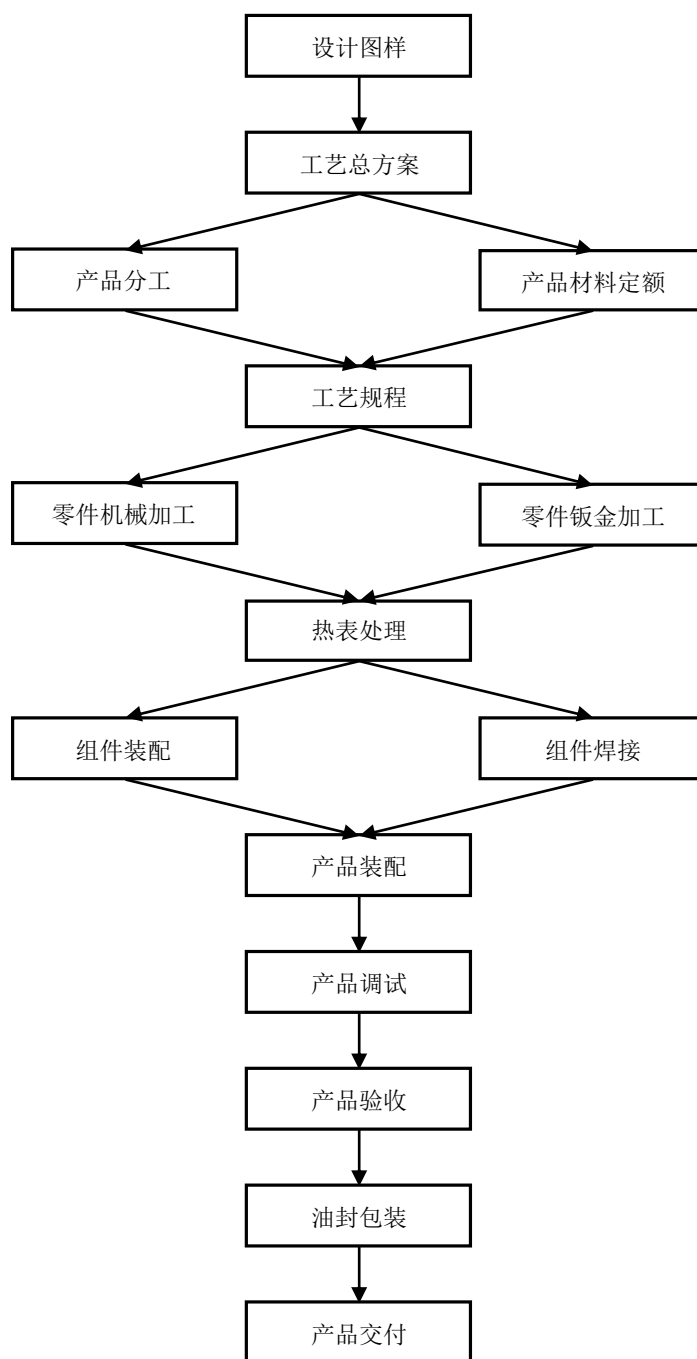 设计图样
工艺总方案
产品分工
产品材料定额
工艺规程
零件机械加工
零件钣金加工
热表处理
组件装配
组件焊接
产品装配
产品调试
产品验收
油封包装
产品交付